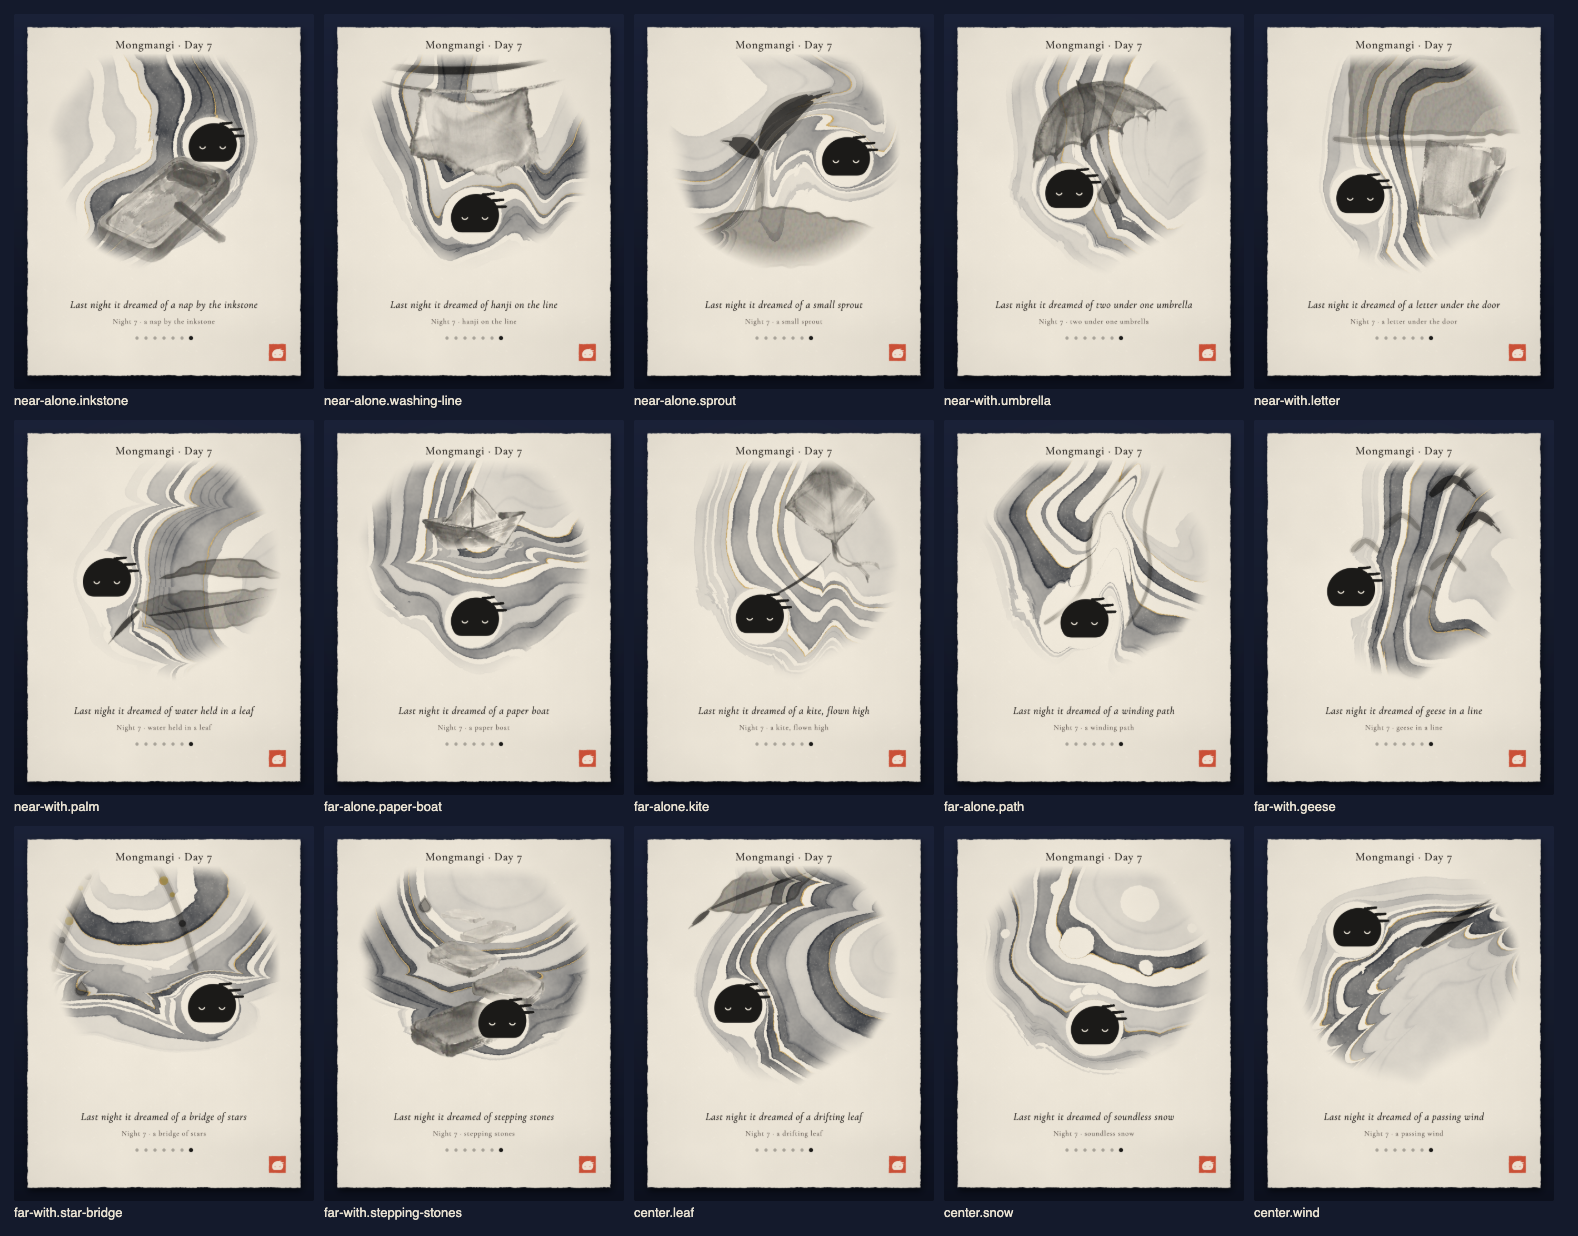 Mongmangi · Day 7
Last night it dreamed of a nap by the inkstone
Night 7 · a nap by the inkstone
near-alone.inkstone
Mongmangi · Day 7
Last night it dreamed of hanji on the line
Night 7 · hanji on the line
near-alone.washing-line
Mongmangi · Day 7
Last night it dreamed of a small sprout
Night 7 · a small sprout
near-alone.sprout
Mongmangi · Day 7
Last night it dreamed of two under one umbrella
Night 7 · two under one umbrella
near-with.umbrella
Mongmangi · Day 7
Last night it dreamed of a letter under the door
Night 7 · a letter under the door
near-with.letter
Mongmangi · Day 7
Last night it dreamed of water held in a leaf
Night 7 · water held in a leaf
near-with.palm
Mongmangi · Day 7
Last night it dreamed of a paper boat
Night 7 · a paper boat
far-alone.paper-boat
Mongmangi · Day 7
Last night it dreamed of a kite, flown high
Night 7 · a kite, flown high
far-alone.kite
Mongmangi · Day 7
Last night it dreamed of a winding path
Night 7 · a winding path
far-alone.path
Mongmangi · Day 7
Last night it dreamed of geese in a line
Night 7 · geese in a line
far-with.geese
Mongmangi · Day 7
Last night it dreamed of a bridge of stars
Night 7 · a bridge of stars
far-with.star-bridge
Mongmangi · Day 7
Last night it dreamed of stepping stones
Night 7 · stepping stones
far-with.stepping-stones
Mongmangi · Day 7
Last night it dreamed of a drifting leaf
Night 7 · a drifting leaf
center.leaf
Mongmangi · Day 7
Last night it dreamed of soundless snow
Night 7 · soundless snow
center.snow
Mongmangi · Day 7
Last night it dreamed of a passing wind
Night 7 · a passing wind
center.wind